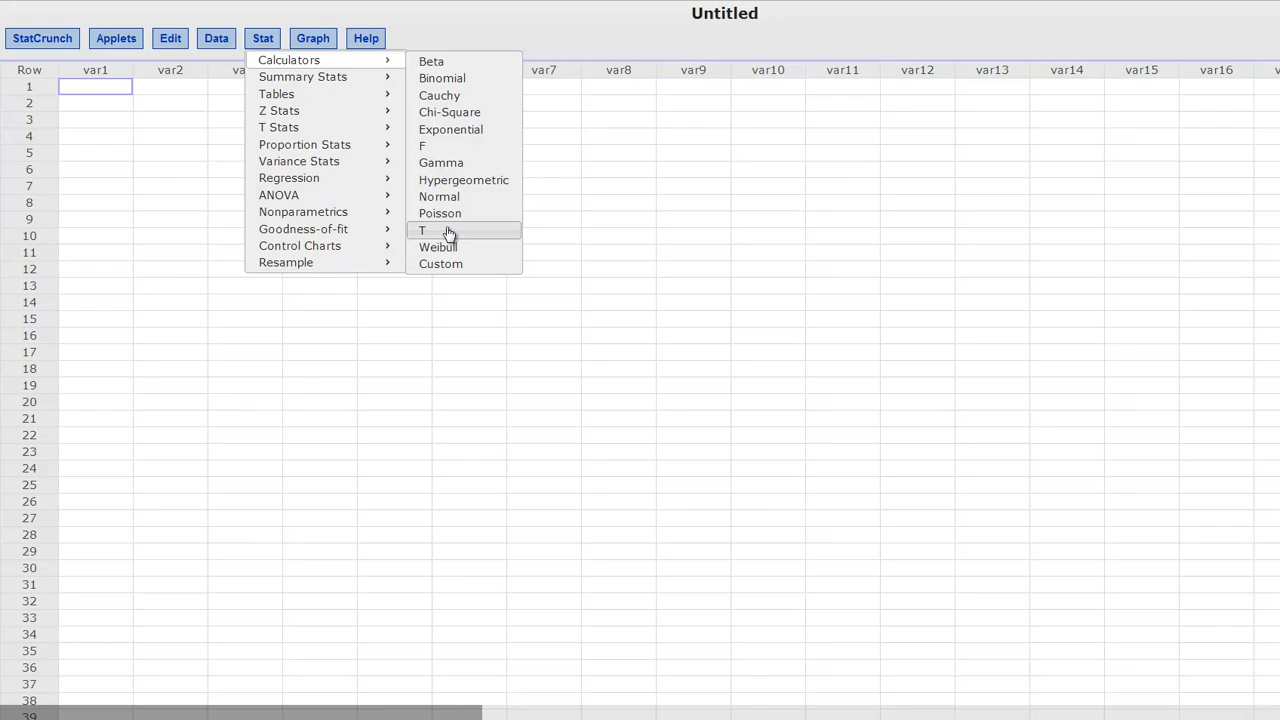 Untitled
StatCrunch Applets Edit Data Stat Graph Help
Calculators
Summary Stats
Tables
Z Stats
T Stats
Proportion Stats
Variance Stats
Regression
ANOVA
Nonparametrics
Goodness-of-fit
Control Charts
Resample
Beta
Binomial
Cauchy
Chi-Square
Exponential
F
Gamma
Hypergeometric
Normal
Poisson
T
Weibull
Custom
Row var1 var2 va var7 var8 var9 var10 var11 var12 var13 var14 var15 var16
1
2
3
4
5
6
7
8
9
10
11
12
13
14
15
16
17
18
19
20
21
22
23
24
25
26
27
28
29
30
31
32
33
34
35
36
37
38
39